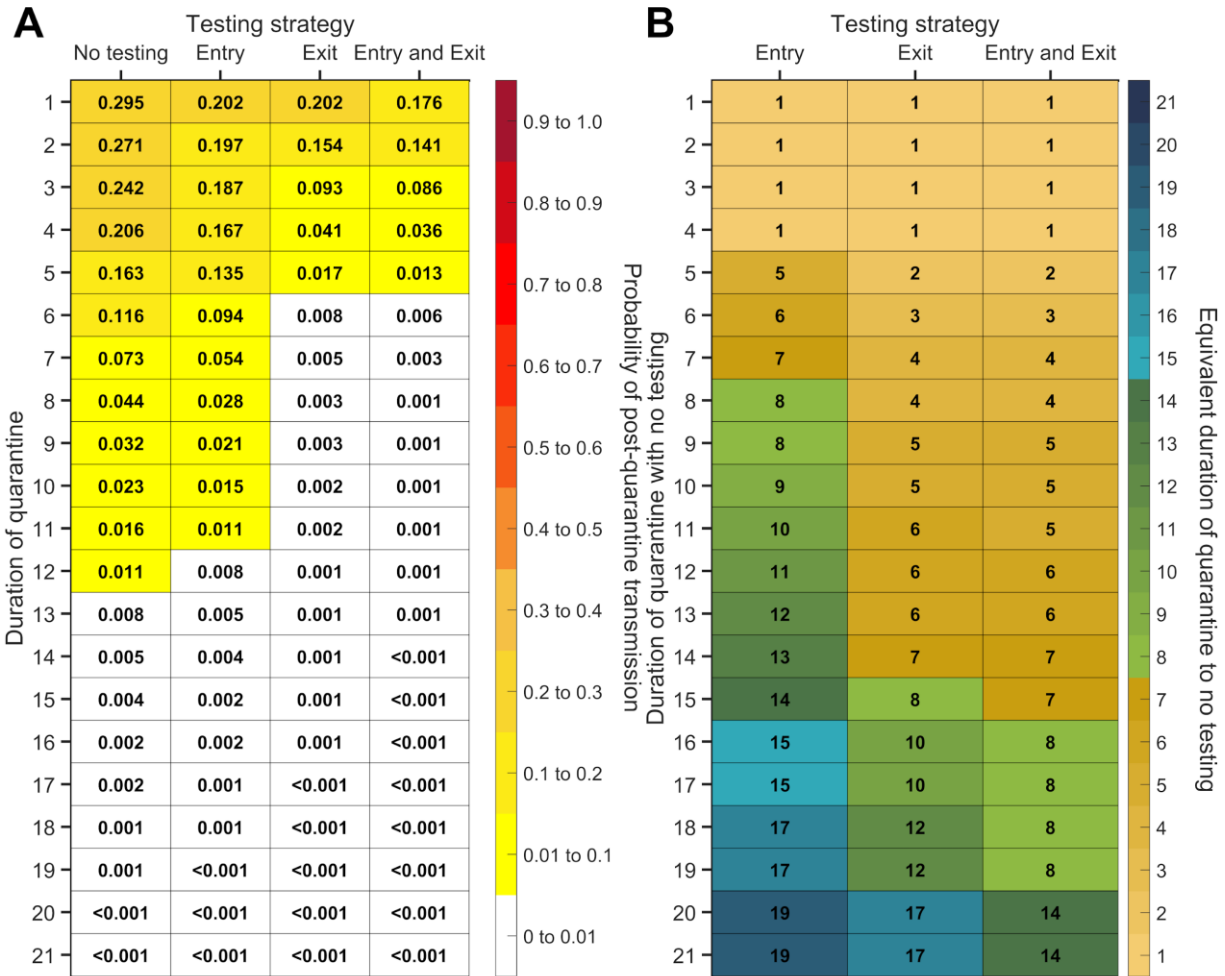 A
Testing strategy
No testing Entry Exit Entry and Exit
Duration of quarantine
1 0.295 0.202 0.202 0.176
2 0.271 0.197 0.154 0.141
3 0.242 0.187 0.093 0.086
4 0.206 0.167 0.041 0.036
5 0.163 0.135 0.017 0.013
6 0.116 0.094 0.008 0.006
7 0.073 0.054 0.005 0.003
8 0.044 0.028 0.003 0.001
9 0.032 0.021 0.003 0.001
10 0.023 0.015 0.002 0.001
11 0.016 0.011 0.002 0.001
12 0.011 0.008 0.001 0.001
13 0.008 0.005 0.001 0.001
14 0.005 0.004 0.001 <0.001
15 0.004 0.002 0.001 <0.001
16 0.002 0.002 0.001 <0.001
17 0.002 0.001 <0.001 <0.001
18 0.001 0.001 <0.001 <0.001
19 0.001 <0.001 <0.001 <0.001
20 <0.001 <0.001 <0.001 <0.001
21 <0.001 <0.001 <0.001 <0.001
0.9 to 1.0
0.8 to 0.9
0.7 to 0.8
0.6 to 0.7
0.5 to 0.6
0.4 to 0.5
0.3 to 0.4
0.2 to 0.3
0.1 to 0.2
0.01 to 0.1
0 to 0.01
Probability of post-quarantine transmission
B
Testing strategy
Entry Exit Entry and Exit
Duration of quarantine with no testing
1 1 1 1
2 1 1 1
3 1 1 1
4 1 1 1
5 5 2 2
6 6 3 3
7 7 4 4
8 8 4 4
9 8 5 5
10 9 5 5
11 10 6 5
12 11 6 6
13 12 6 6
14 13 7 7
15 14 8 7
16 15 10 8
17 15 10 8
18 17 12 8
19 17 12 8
20 19 17 14
21 19 17 14
21
20
19
18
17
16
15
14
13
12
11
10
9
8
7
6
5
4
3
2
1
Equivalent duration of quarantine to no testing